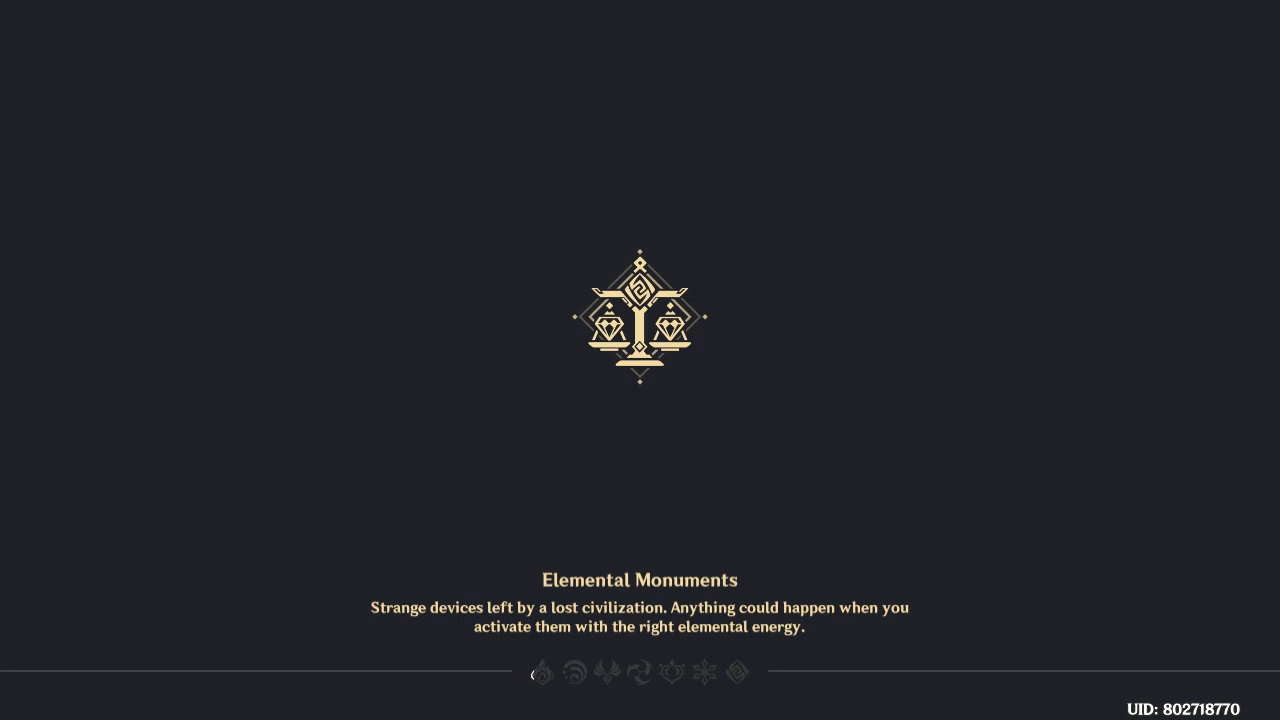 Elemental Monuments
Strange devices left by a lost civilization. Anything could happen when you
activate them with the right elemental energy.
UID: 802718770